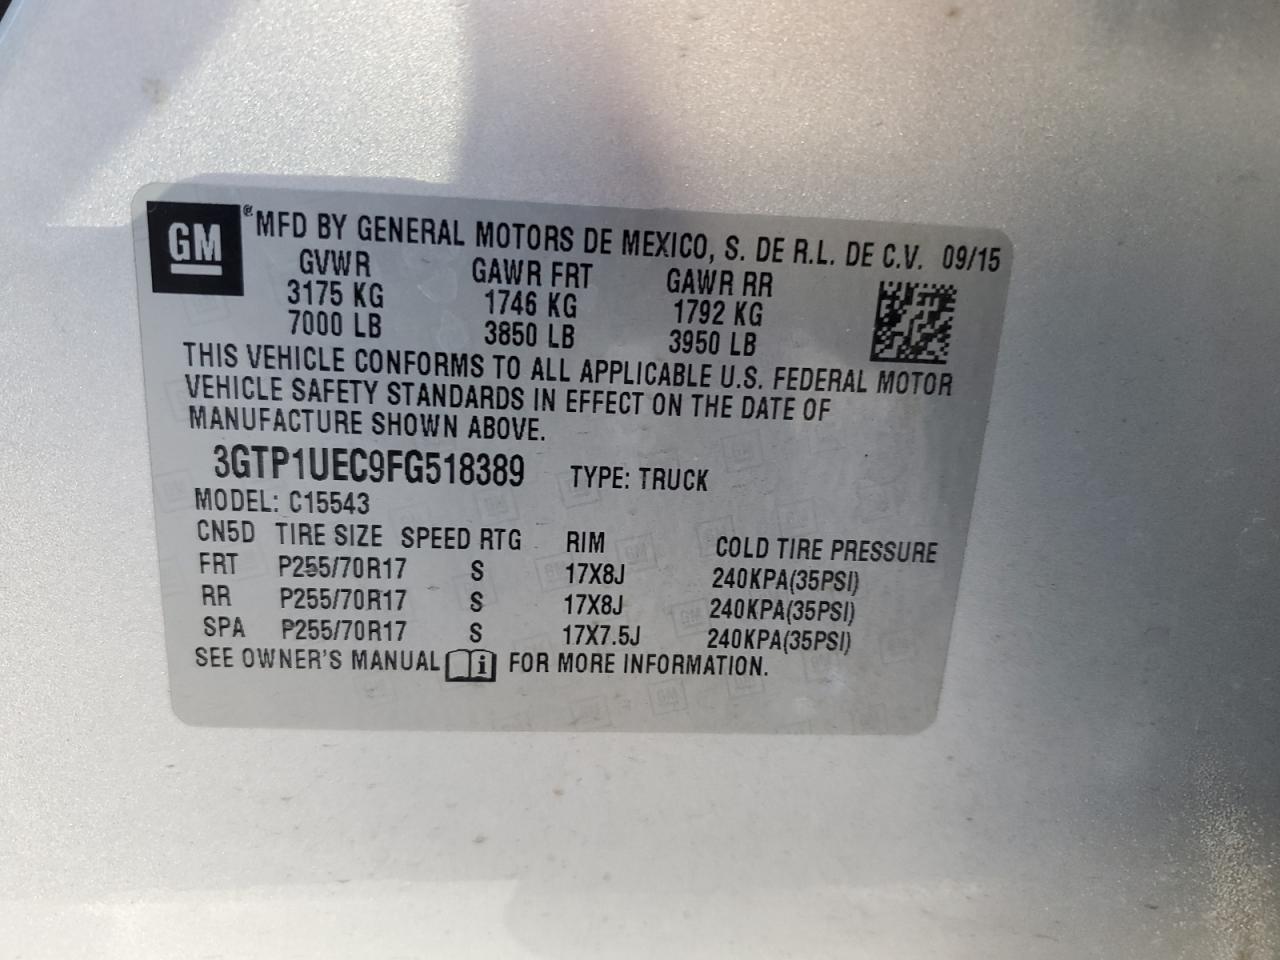 GM ® MFD BY GENERAL MOTORS DE MEXICO, S. DE R.L. DE C.V. 09/15
GVWR GAWR FRT GAWR RR
3175 KG 1746 KG 1792 KG
7000 LB 3850 LB 3950 LB
THIS VEHICLE CONFORMS TO ALL APPLICABLE U.S. FEDERAL MOTOR
VEHICLE SAFETY STANDARDS IN EFFECT ON THE DATE OF
MANUFACTURE SHOWN ABOVE.
3GTP1UEC9FG518389 TYPE: TRUCK
MODEL: C15543
CN5D TIRE SIZE SPEED RTG RIM COLD TIRE PRESSURE
FRT P255/70R17 S 17X8J 240KPA(35PSI)
RR P255/70R17 S 17X8J 240KPA(35PSI)
SPA P255/70R17 S 17X7.5J 240KPA(35PSI)
SEE OWNER'S MANUAL i FOR MORE INFORMATION.